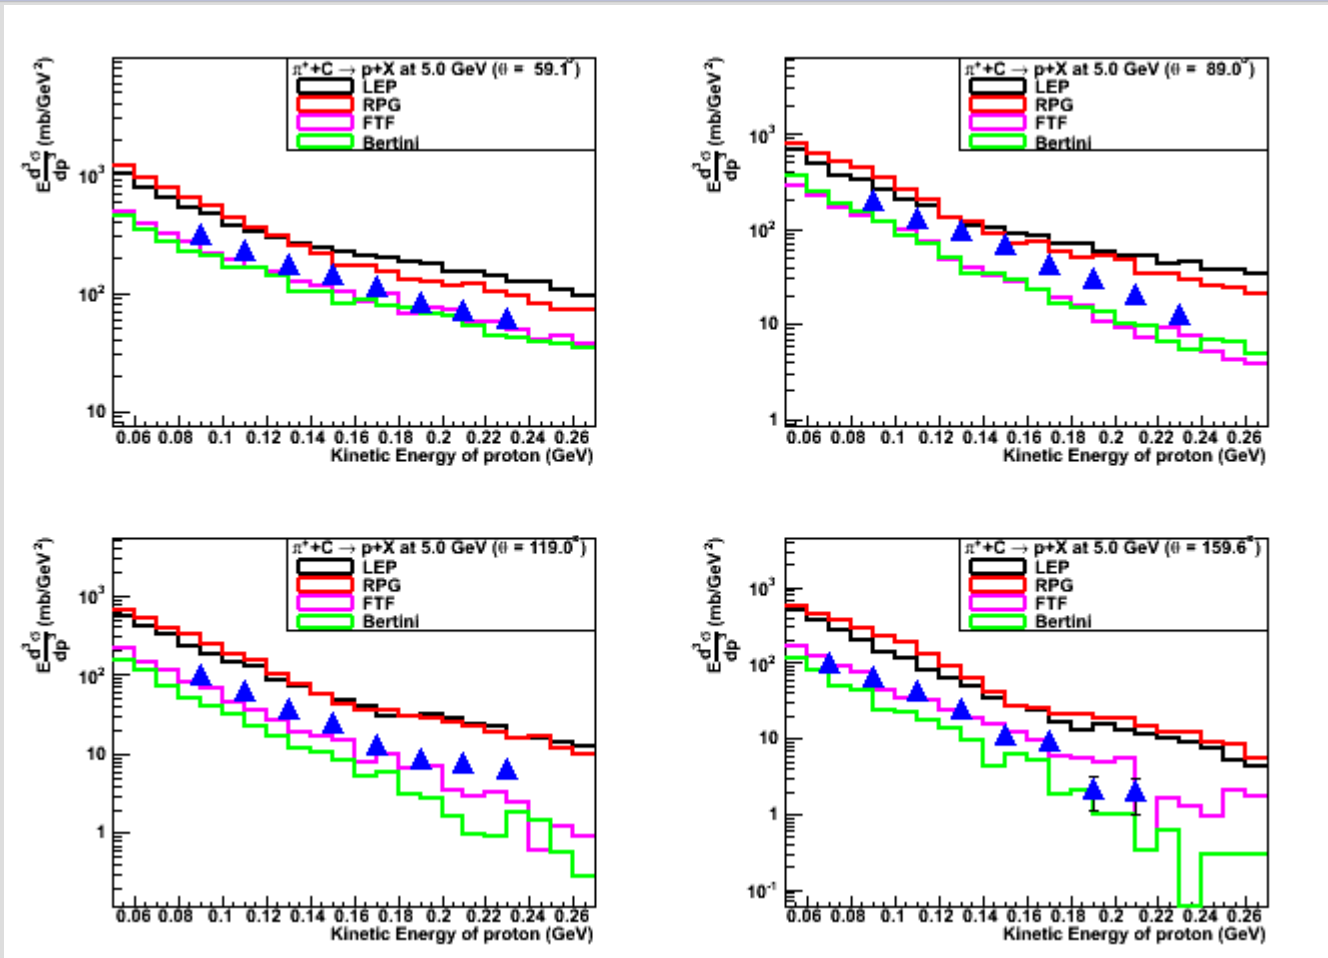 π⁺+C → p+X at 5.0 GeV (θ = 59.1°)
LEP
RPG
FTF
Bertini
E d³σ/dp³ (mb/GeV²)
10³
10²
10
0.06 0.08 0.1 0.12 0.14 0.16 0.18 0.2 0.22 0.24 0.26
Kinetic Energy of proton (GeV)
π⁺+C → p+X at 5.0 GeV (θ = 89.0°)
LEP
RPG
FTF
Bertini
E d³σ/dp³ (mb/GeV²)
10³
10²
10
1
0.06 0.08 0.1 0.12 0.14 0.16 0.18 0.2 0.22 0.24 0.26
Kinetic Energy of proton (GeV)
π⁺+C → p+X at 5.0 GeV (θ = 119.0°)
LEP
RPG
FTF
Bertini
E d³σ/dp³ (mb/GeV²)
10³
10²
10
1
0.06 0.08 0.1 0.12 0.14 0.16 0.18 0.2 0.22 0.24 0.26
Kinetic Energy of proton (GeV)
π⁺+C → p+X at 5.0 GeV (θ = 159.6°)
LEP
RPG
FTF
Bertini
E d³σ/dp³ (mb/GeV²)
10³
10²
10
1
10⁻¹
0.06 0.08 0.1 0.12 0.14 0.16 0.18 0.2 0.22 0.24 0.26
Kinetic Energy of proton (GeV)